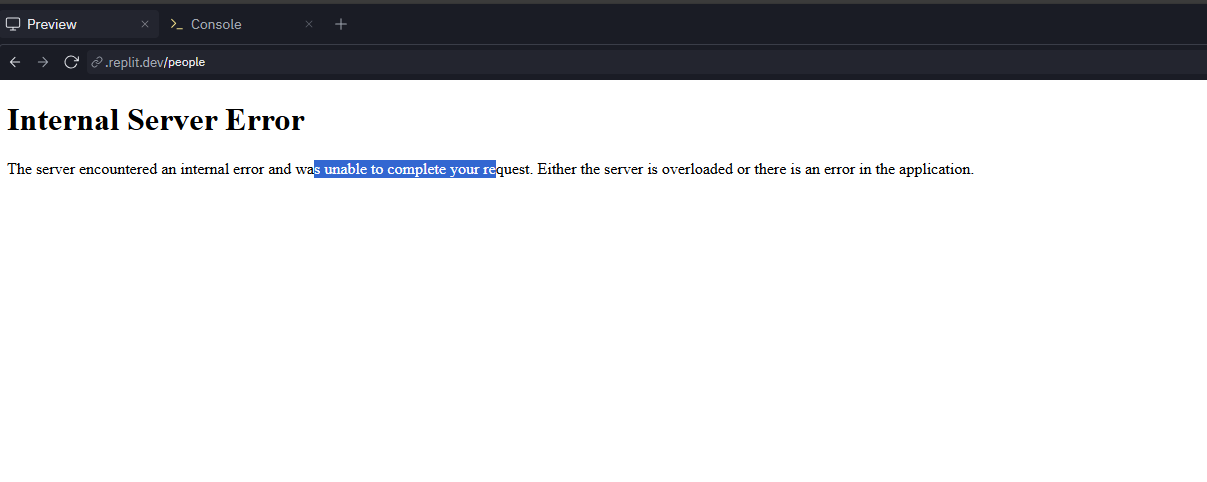 Preview
Console
.replit.dev/people
Internal Server Error
The server encountered an internal error and was unable to complete your request. Either the server is overloaded or there is an error in the application.